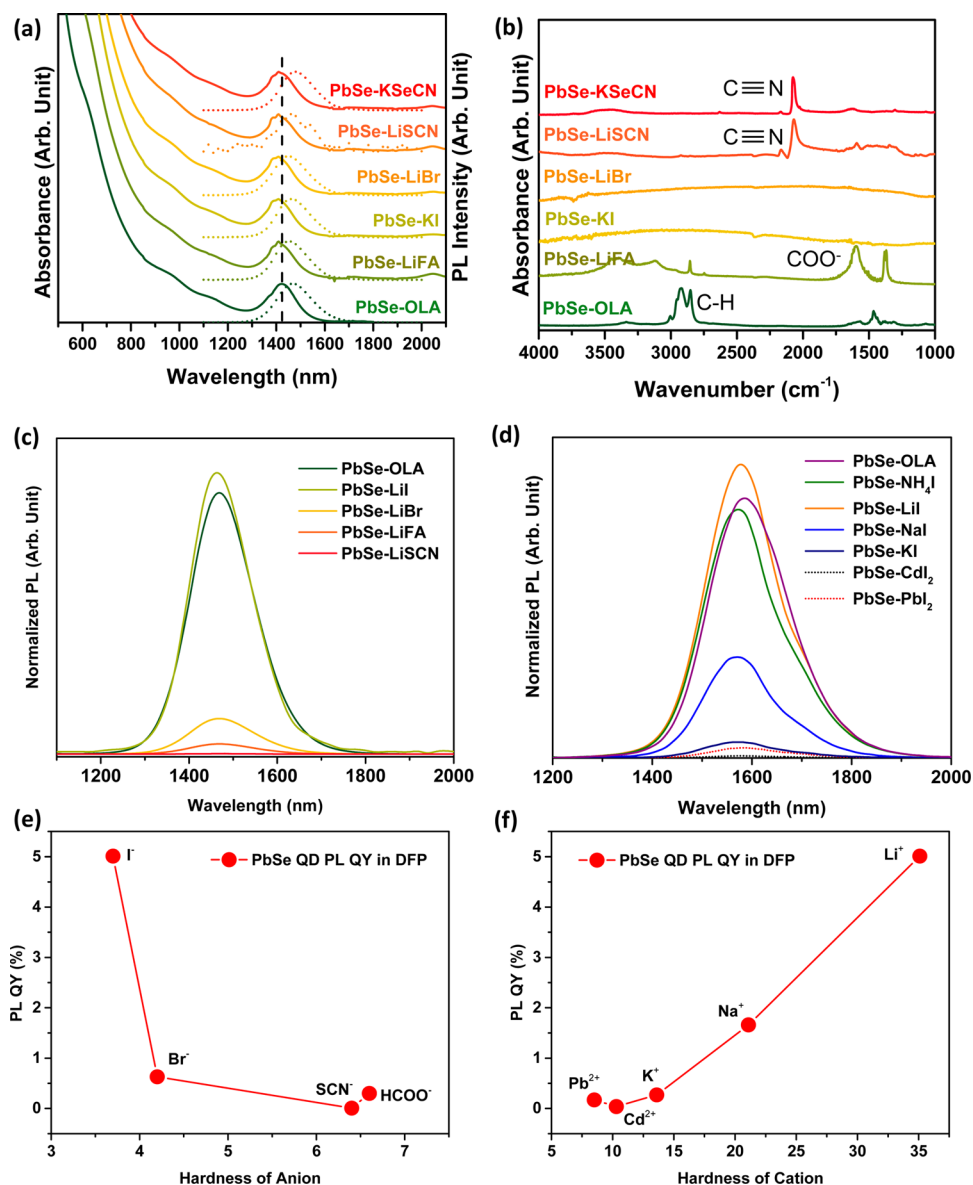 (a)
Absorbance (Arb. Unit)
PL Intensity (Arb. Unit)
PbSe-KSeCN
PbSe-LiSCN
PbSe-LiBr
PbSe-KI
PbSe-LiFA
PbSe-OLA
600 800 1000 1200 1400 1600 1800 2000
Wavelength (nm)
(b)
Absorbance (Arb. Unit)
PbSe-KSeCN
C≡N
PbSe-LiSCN
C≡N
PbSe-LiBr
PbSe-KI
PbSe-LiFA
COO⁻
PbSe-OLA
C-H
4000 3500 3000 2500 2000 1500 1000
Wavenumber (cm⁻¹)
(c)
Normalized PL (Arb. Unit)
PbSe-OLA
PbSe-LiI
PbSe-LiBr
PbSe-LiFA
PbSe-LiSCN
1200 1400 1600 1800 2000
Wavelength (nm)
(d)
Normalized PL (Arb. Unit)
PbSe-OLA
PbSe-NH₄I
PbSe-LiI
PbSe-NaI
PbSe-KI
PbSe-CdI₂
PbSe-PbI₂
1200 1400 1600 1800 2000
Wavelength (nm)
(e)
PL QY (%)
5
4
3
2
1
0
I⁻
PbSe QD PL QY in DFP
Br⁻
SCN⁻
HCOO⁻
3 4 5 6 7
Hardness of Anion
(f)
PL QY (%)
5
4
3
2
1
0
PbSe QD PL QY in DFP
Li⁺
Na⁺
K⁺
Pb²⁺
Cd²⁺
5 10 15 20 25 30 35
Hardness of Cation